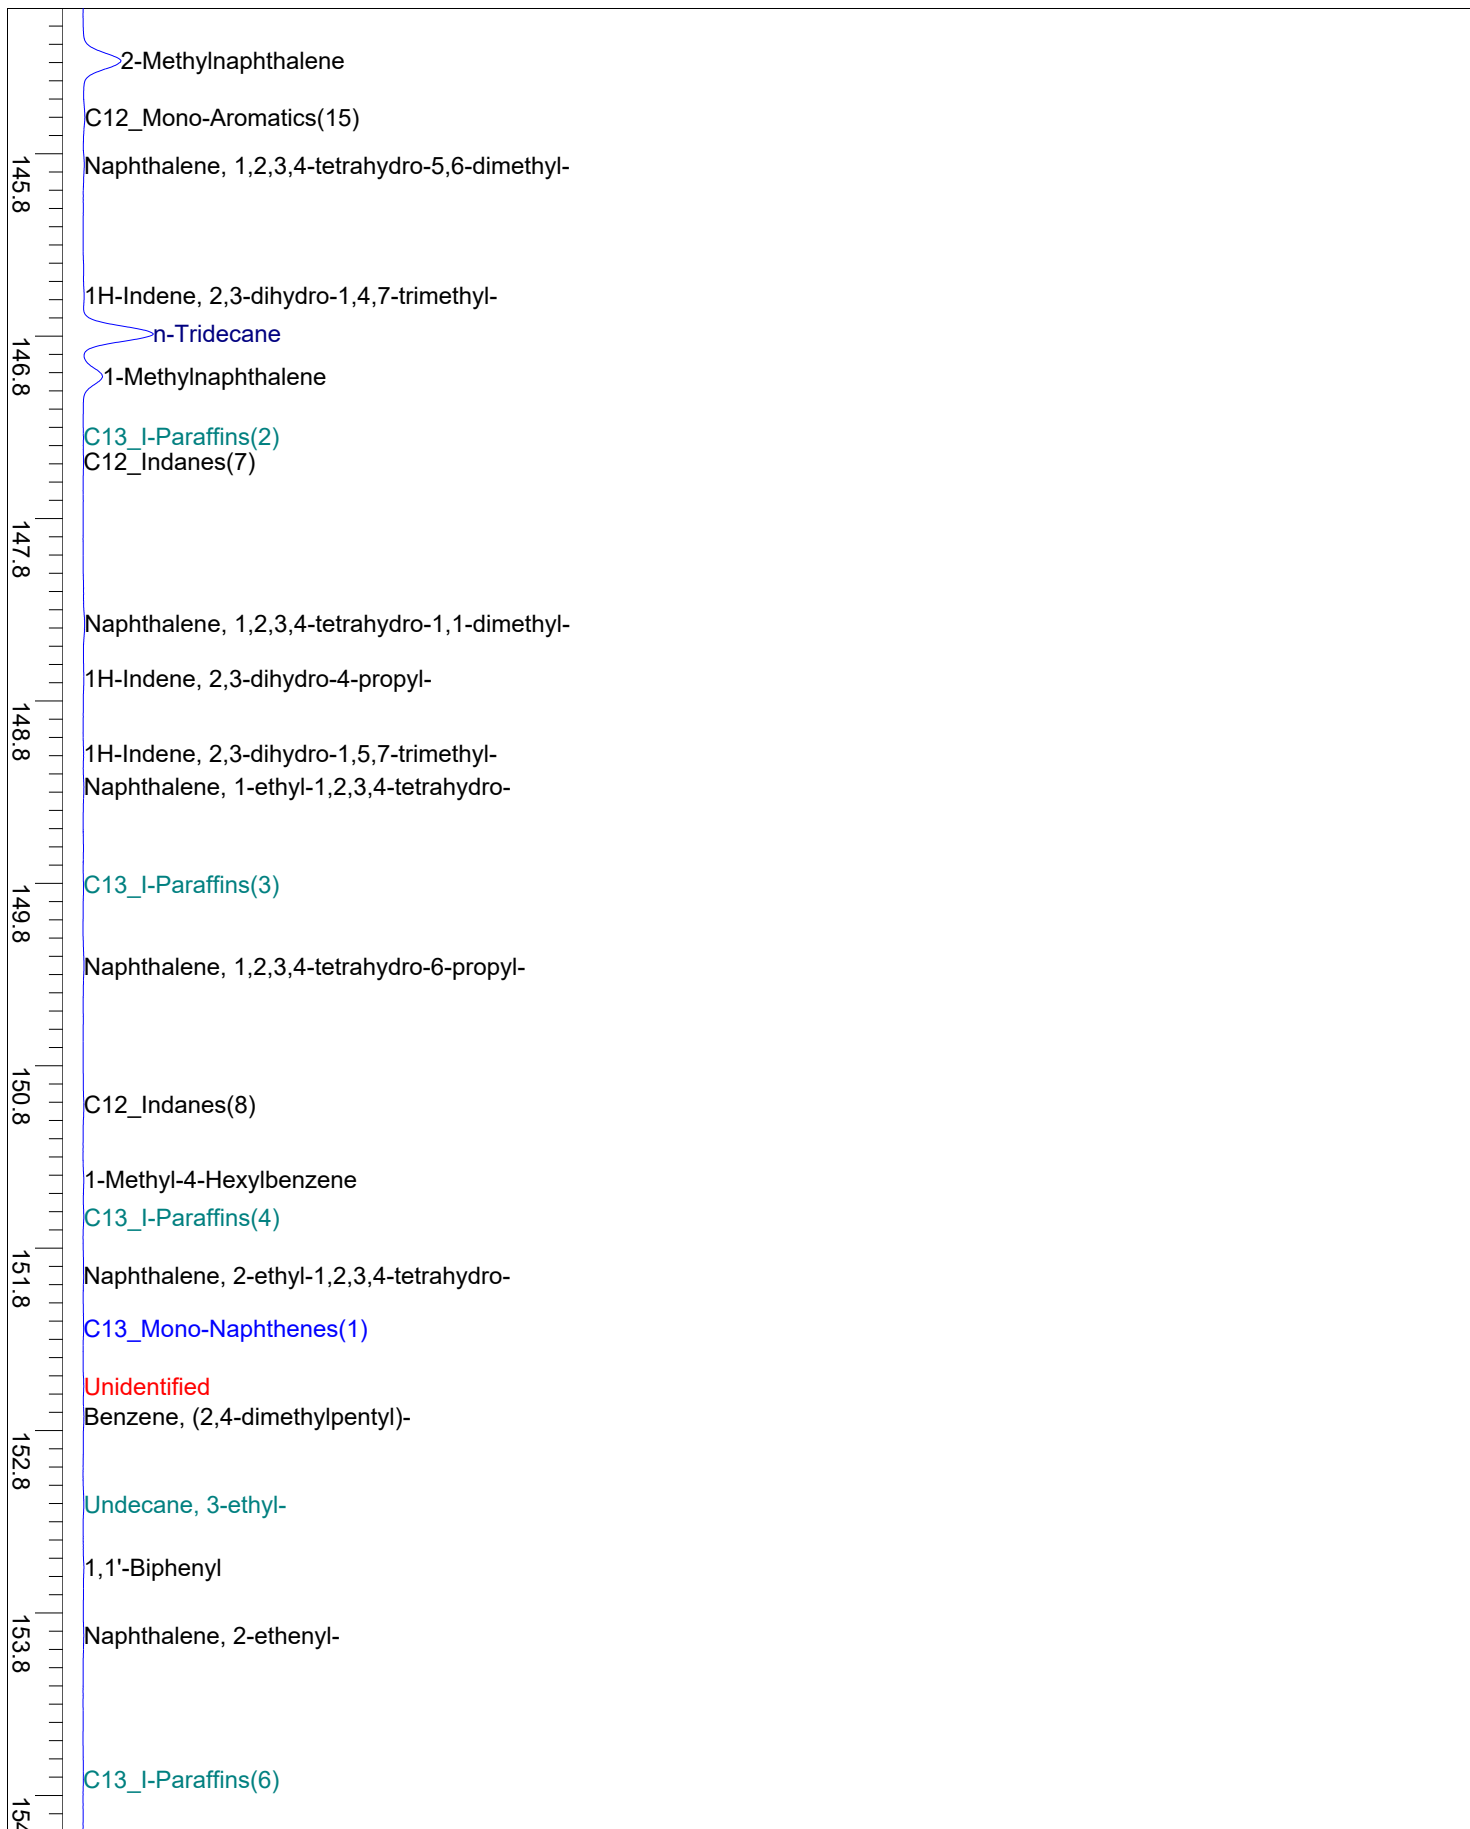 2-Methylnaphthalene
C12_Mono-Aromatics(15)
145.8
Naphthalene, 1,2,3,4-tetrahydro-5,6-dimethyl-
1H-Indene, 2,3-dihydro-1,4,7-trimethyl-
n-Tridecane
146.8
1-Methylnaphthalene
C13_I-Paraffins(2)
C12_Indanes(7)
147.8
Naphthalene, 1,2,3,4-tetrahydro-1,1-dimethyl-
1H-Indene, 2,3-dihydro-4-propyl-
148.8
1H-Indene, 2,3-dihydro-1,5,7-trimethyl-
Naphthalene, 1-ethyl-1,2,3,4-tetrahydro-
C13_I-Paraffins(3)
149.8
Naphthalene, 1,2,3,4-tetrahydro-6-propyl-
150.8
C12_Indanes(8)
1-Methyl-4-Hexylbenzene
C13_I-Paraffins(4)
151.8
Naphthalene, 2-ethyl-1,2,3,4-tetrahydro-
C13_Mono-Naphthenes(1)
Unidentified
Benzene, (2,4-dimethylpentyl)-
152.8
Undecane, 3-ethyl-
1,1'-Biphenyl
153.8
Naphthalene, 2-ethenyl-
C13_I-Paraffins(6)